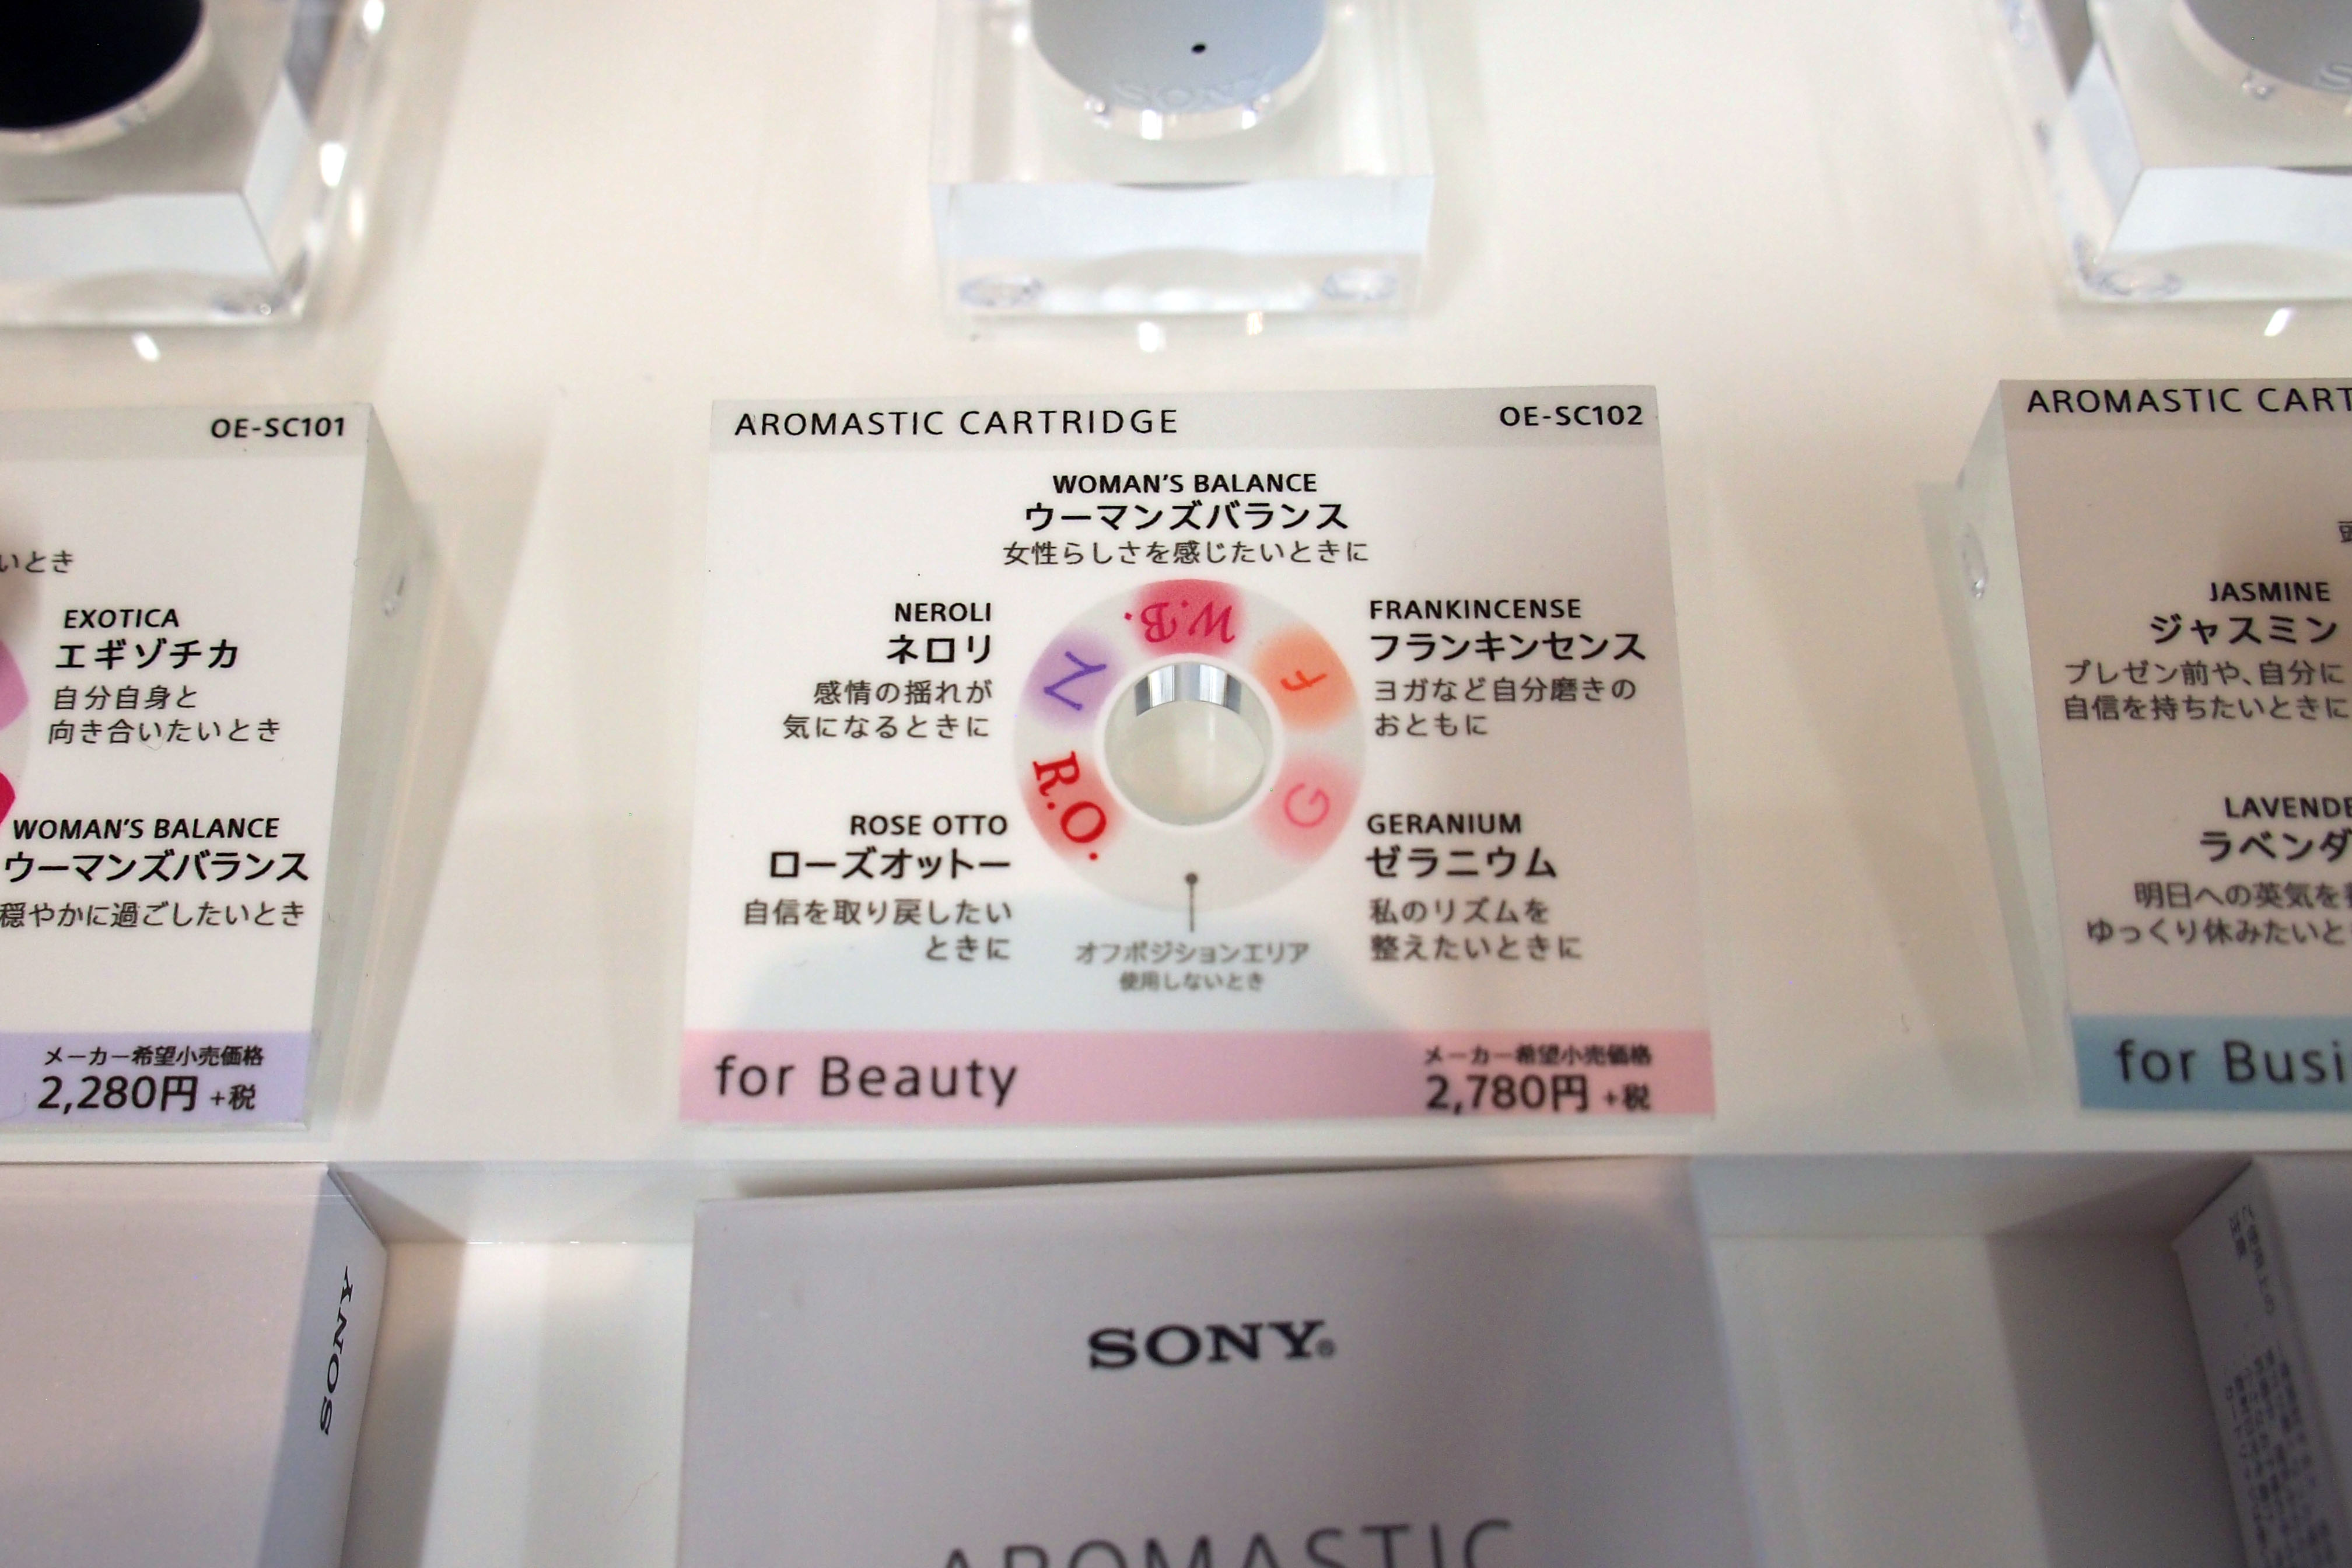 SONY
OE-SC101
いとき
EXOTICA
エギゾチカ
自分自身と
向き合いたいとき
WOMAN'S BALANCE
ウーマンズバランス
穏やかに過ごしたいとき
メーカー希望小売価格
2,280円 +税
AROMASTIC CARTRIDGE
OE-SC102
WOMAN'S BALANCE
ウーマンズバランス
女性らしさを感じたいときに
NEROLI
ネロリ
感情の揺れが
気になるときに
FRANKINCENSE
フランキンセンス
ヨガなど自分磨きの
おともに
W.B.
N
F
R.O.
G
ROSE OTTO
ローズオットー
自信を取り戻したい
ときに
GERANIUM
ゼラニウム
私のリズムを
整えたいときに
オフポジションエリア
使用しないとき
for Beauty
メーカー希望小売価格
2,780円 +税
AROMASTIC CART
JASMINE
ジャスミン
プレゼン前や、自分に
自信を持ちたいときに
LAVENDE
ラベンダ
明日への英気を
ゆっくり休みたいと
for Busi
SONY
SONY®
AROMASTIC